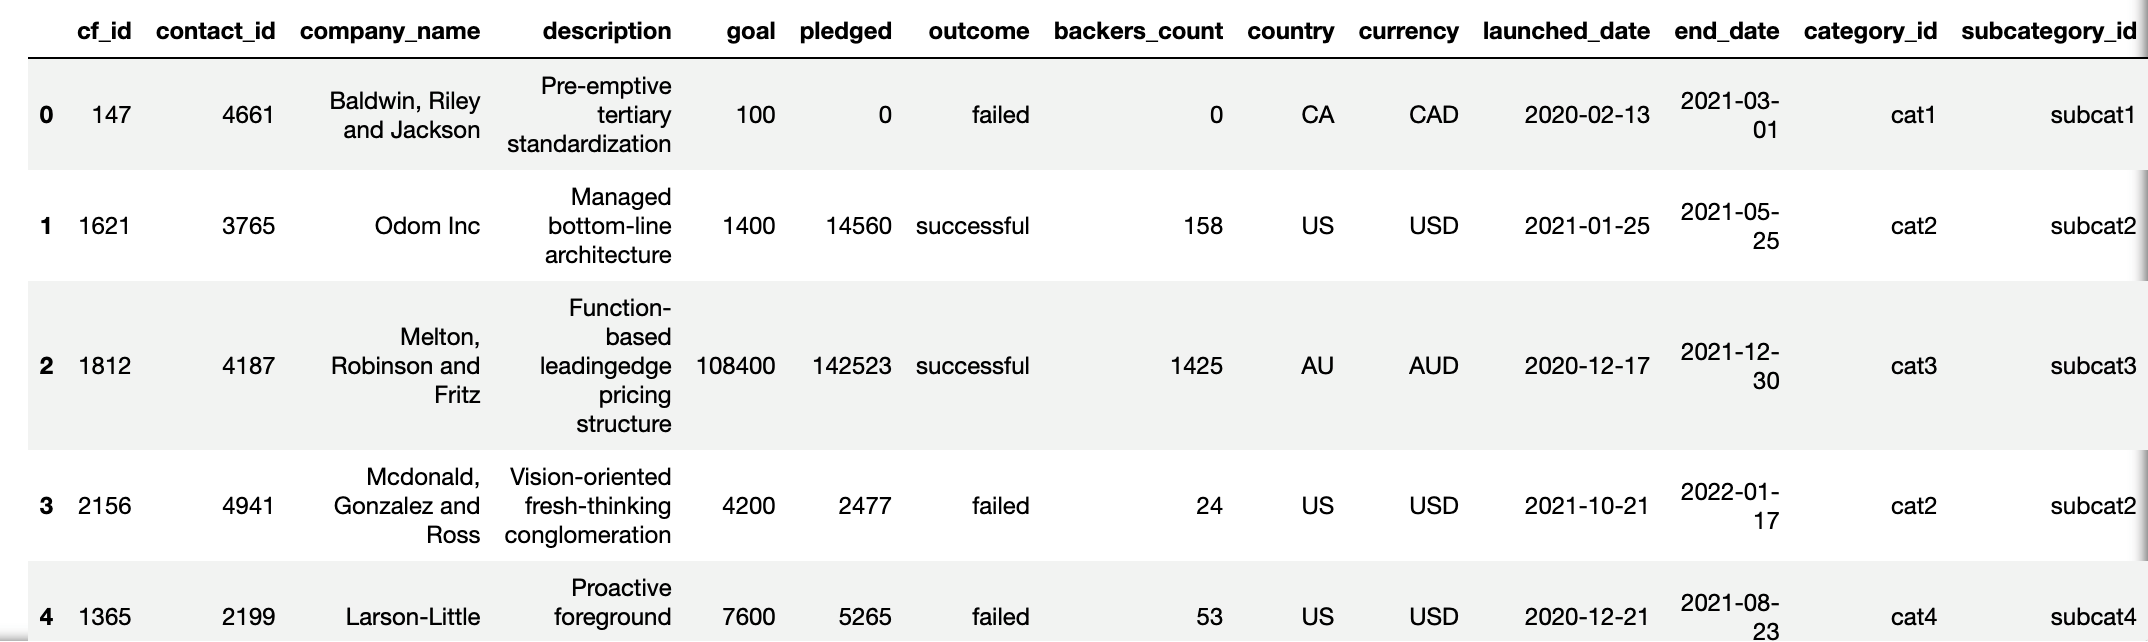 cf_id contact_id company_name description goal pledged outcome backers_count country currency launched_date end_date category_id subcategory_id
0 147 4661 Baldwin, Riley and Jackson Pre-emptive tertiary standardization 100 0 failed 0 CA CAD 2020-02-13 2021-03-01 cat1 subcat1
1 1621 3765 Odom Inc Managed bottom-line architecture 1400 14560 successful 158 US USD 2021-01-25 2021-05-25 cat2 subcat2
2 1812 4187 Melton, Robinson and Fritz Function-based leadingedge pricing structure 108400 142523 successful 1425 AU AUD 2020-12-17 2021-12-30 cat3 subcat3
3 2156 4941 Mcdonald, Gonzalez and Ross Vision-oriented fresh-thinking conglomeration 4200 2477 failed 24 US USD 2021-10-21 2022-01-17 cat2 subcat2
4 1365 2199 Larson-Little Proactive foreground 7600 5265 failed 53 US USD 2020-12-21 2021-08-23 cat4 subcat4